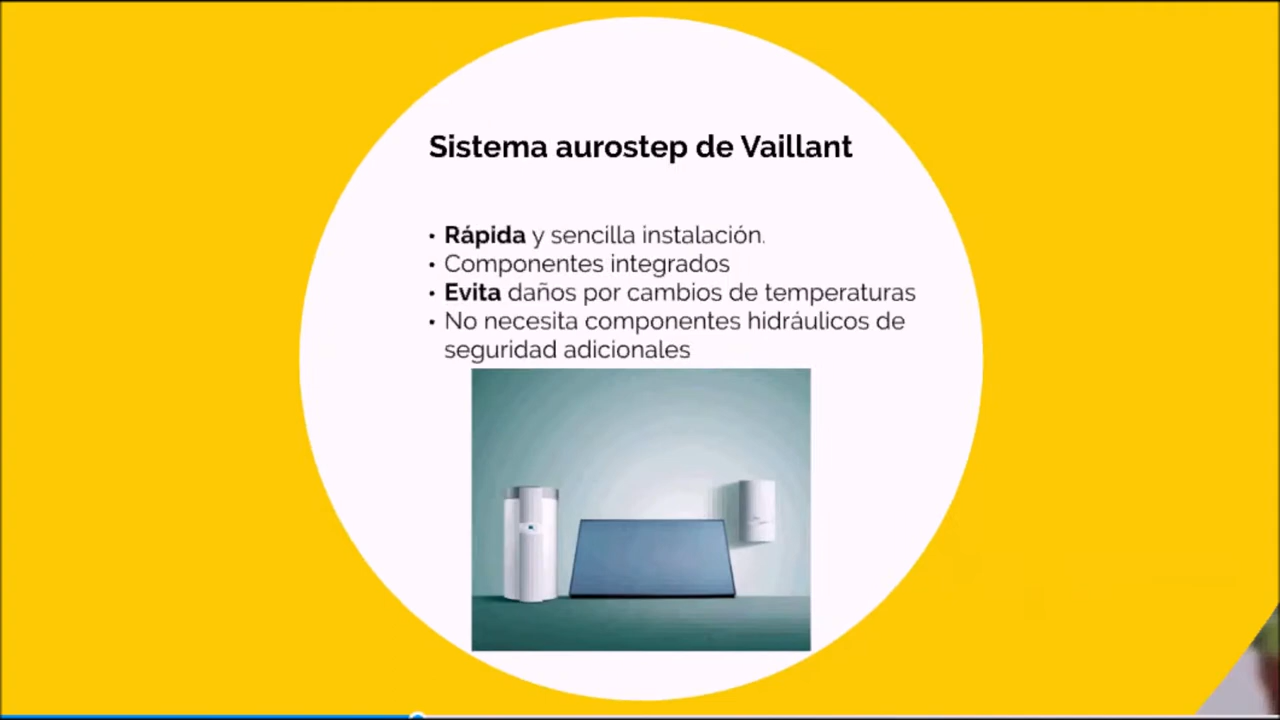 Sistema aurostep de Vaillant
• Rápida y sencilla instalación.
• Componentes integrados
• Evita daños por cambios de temperaturas
• No necesita componentes hidráulicos de
seguridad adicionales